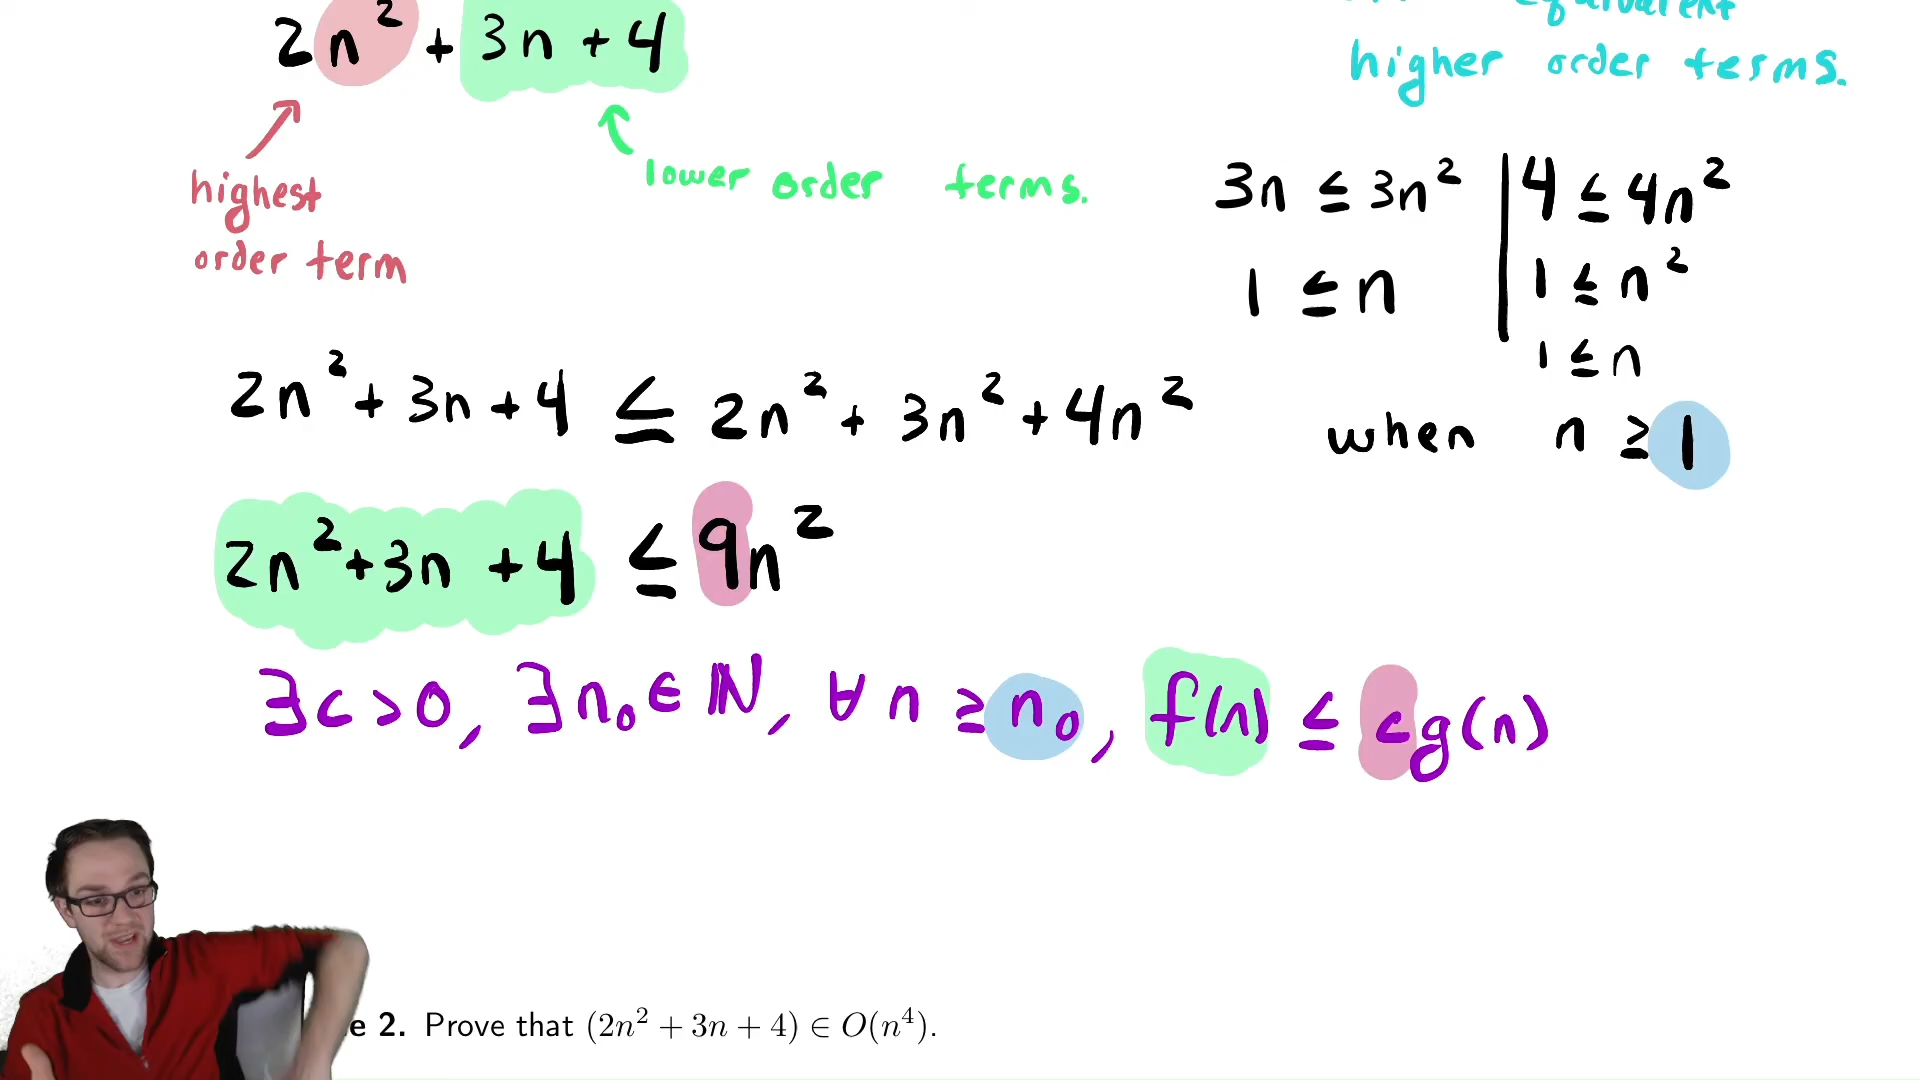 equivalent
2n² + 3n + 4
higher order terms.
highest
order term
lower order terms.
3n ≤ 3n² | 4 ≤ 4n²
1 ≤ n | 1 ≤ n²
1 ≤ n
2n² + 3n + 4 ≤ 2n² + 3n² + 4n²
when n ≥ 1
2n² + 3n + 4 ≤ 9n²
∃c > 0, ∃n₀ ∈ ℕ, ∀n ≥ n₀, f(n) ≤ cg(n)
e 2. Prove that (2n² + 3n + 4) ∈ O(n⁴).